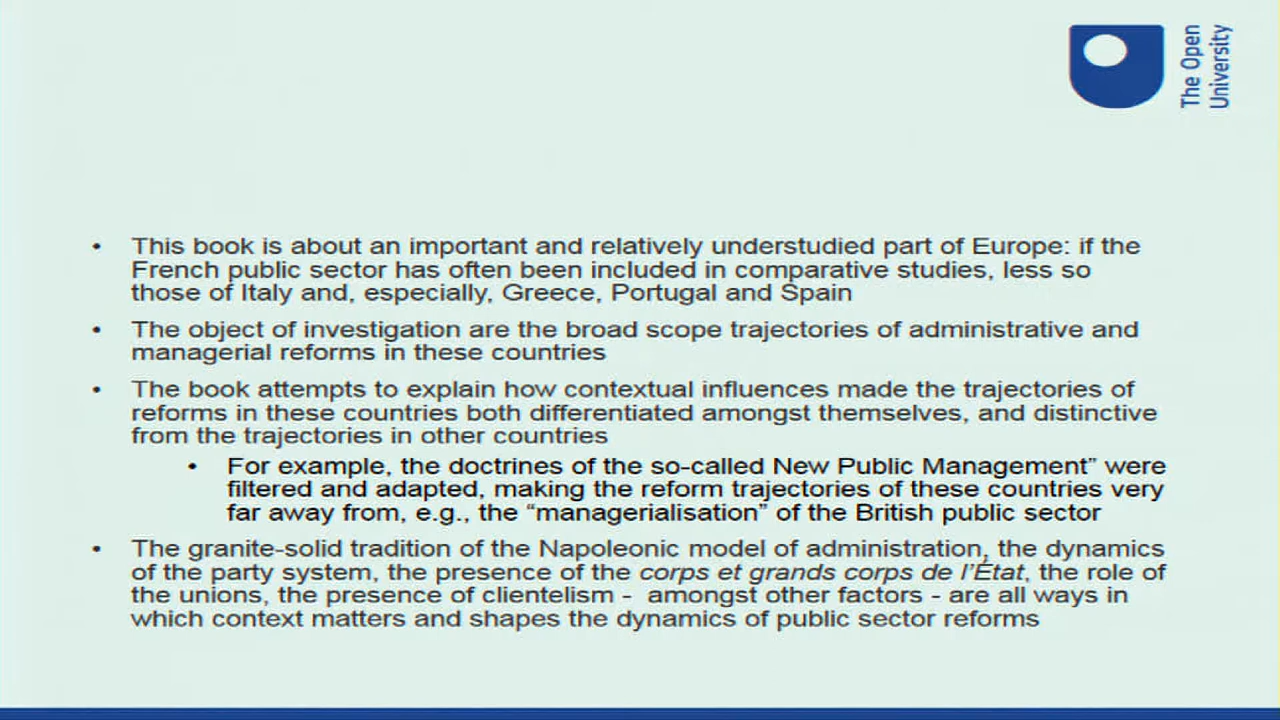 The Open
University
• This book is about an important and relatively understudied part of Europe: if the
French public sector has often been included in comparative studies, less so
those of Italy and, especially, Greece, Portugal and Spain
• The object of investigation are the broad scope trajectories of administrative and
managerial reforms in these countries
• The book attempts to explain how contextual influences made the trajectories of
reforms in these countries both differentiated amongst themselves, and distinctive
from the trajectories in other countries
• For example, the doctrines of the so-called New Public Management” were
filtered and adapted, making the reform trajectories of these countries very
far away from, e.g., the “managerialisation” of the British public sector
• The granite-solid tradition of the Napoleonic model of administration, the dynamics
of the party system, the presence of the corps et grands corps de l’État, the role of
the unions, the presence of clientelism - amongst other factors - are all ways in
which context matters and shapes the dynamics of public sector reforms